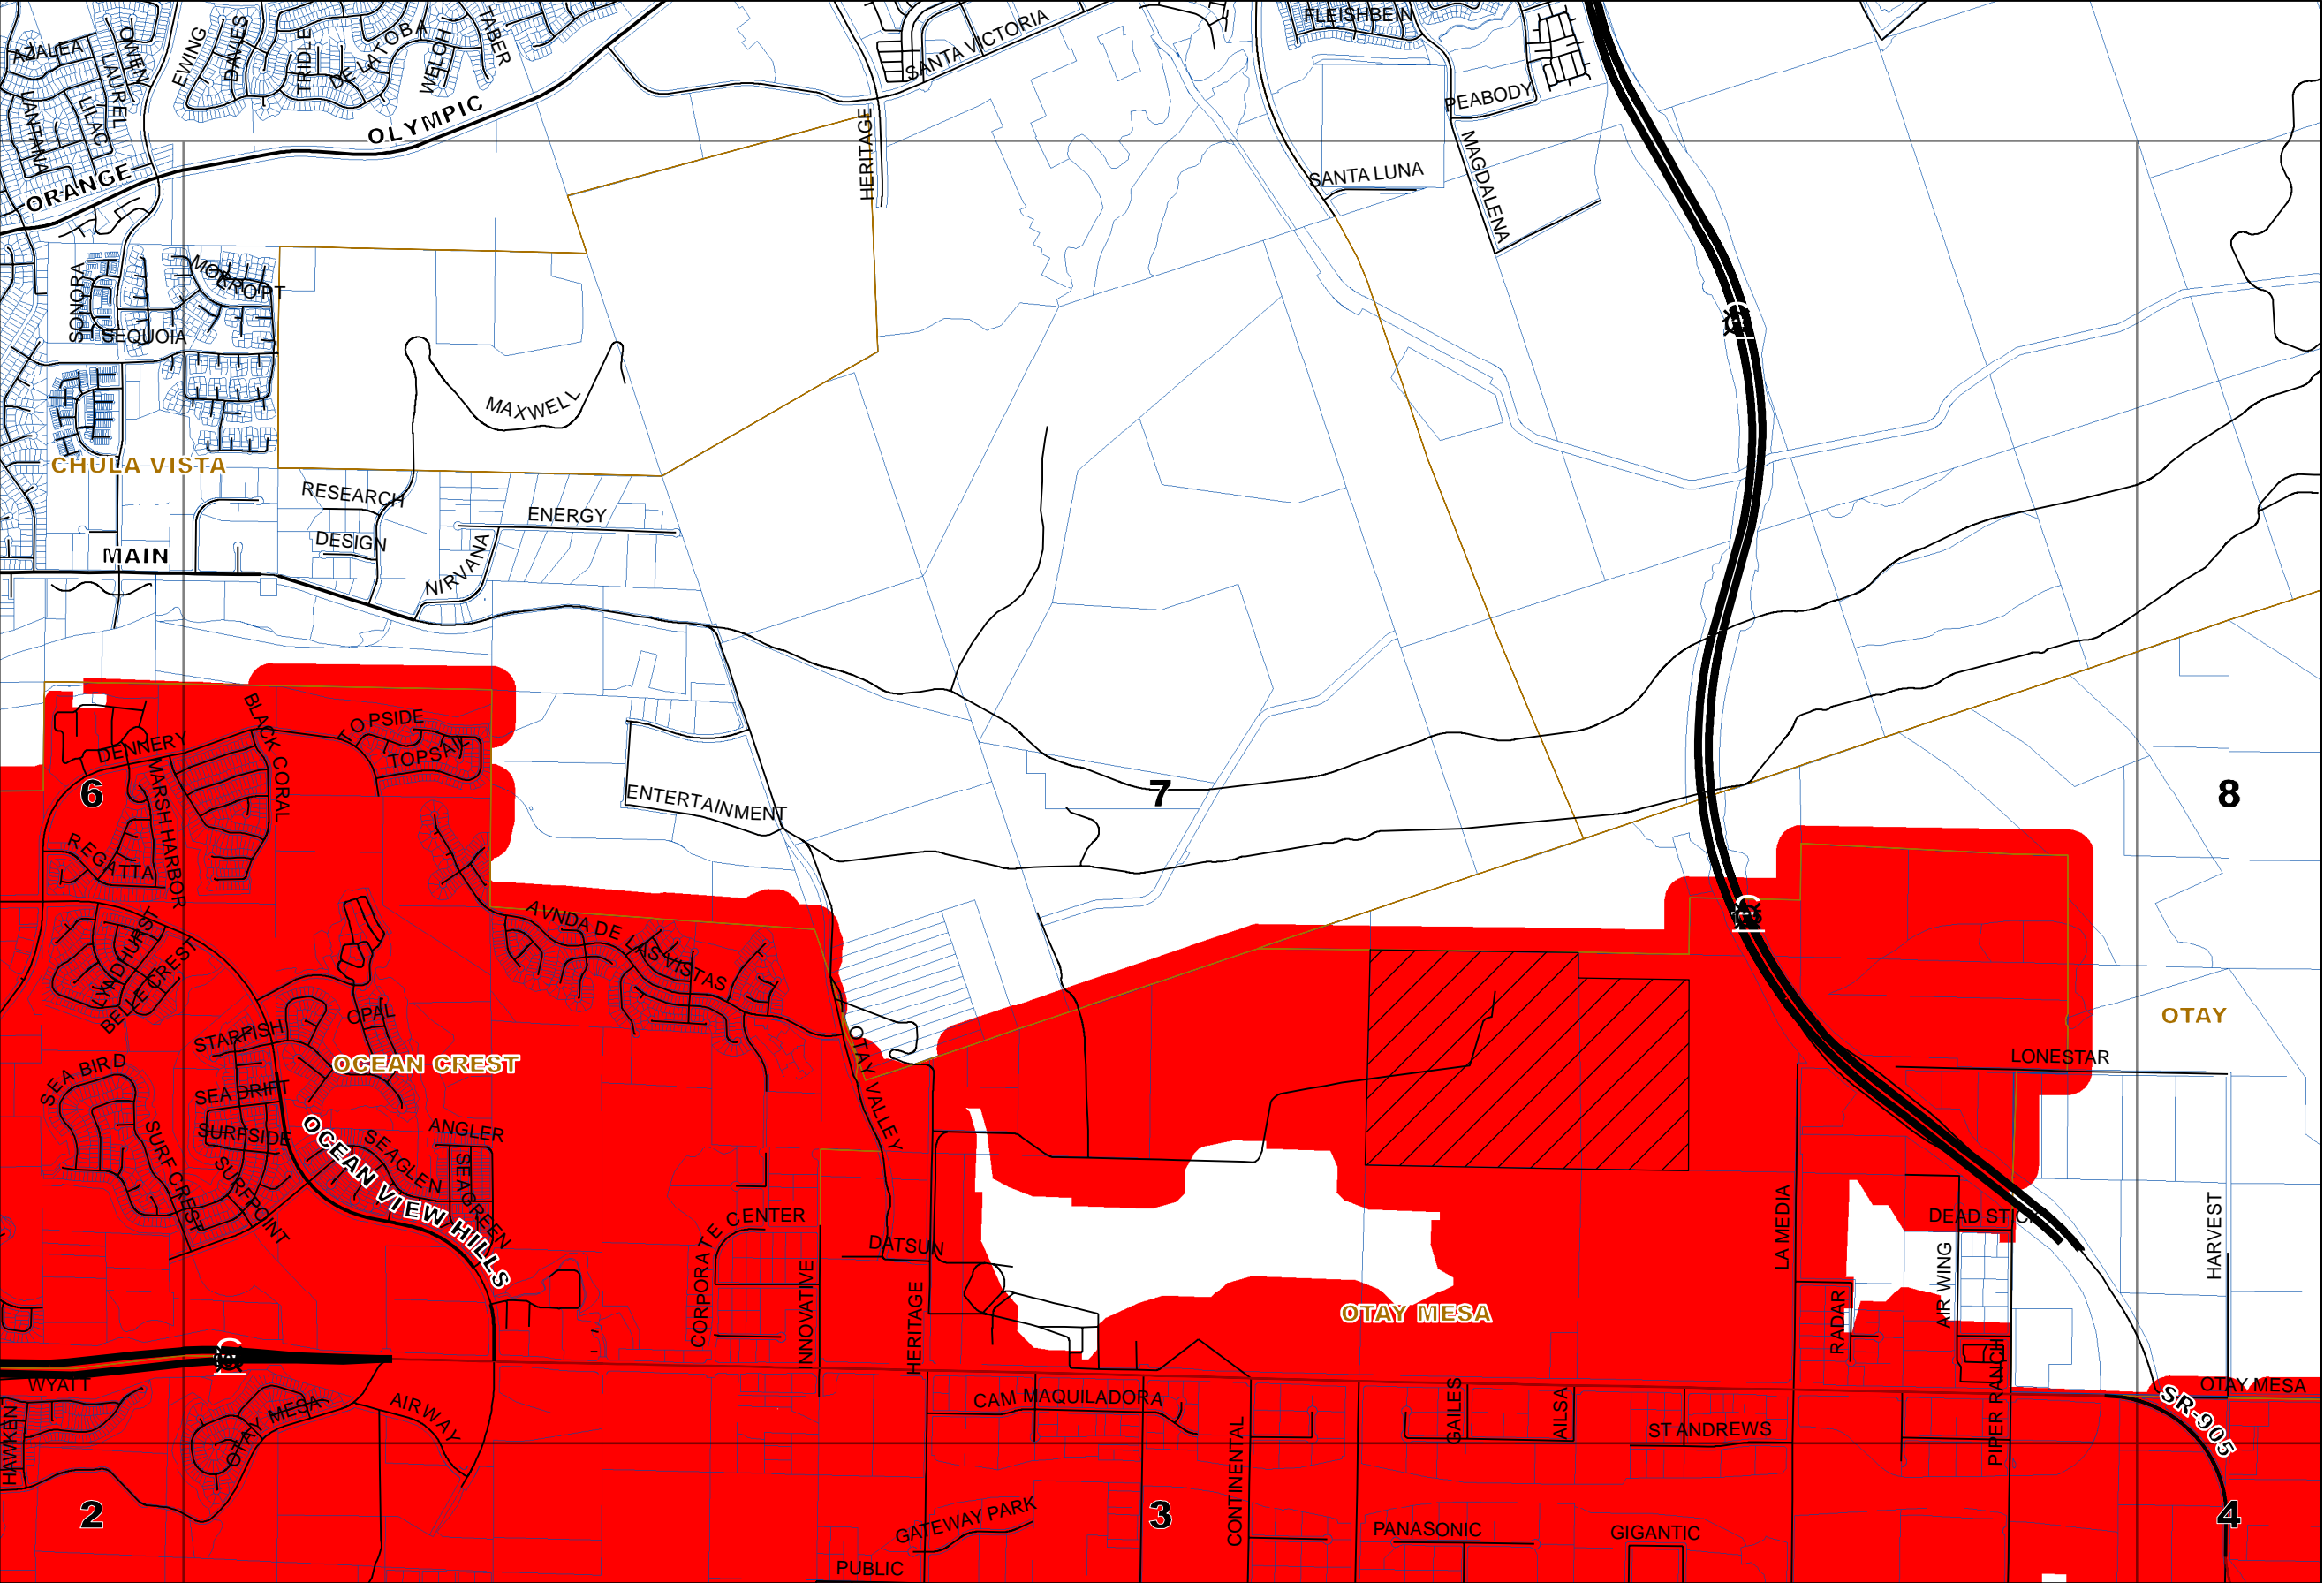 AZALEA
OWEN
LAUREL
LILAC
LANTANA
EWING
DAVIES
TRIDLE
DE LA TOBA
WELCH
TABER
OLYMPIC
ORANGE
SANTA VICTORIA
HERITAGE
FLEISHBEIN
PEABODY
MAGDALENA
SANTA LUNA
SONORA
SEQUOIA
MAXWELL
CHULA VISTA
RESEARCH
DESIGN
ENERGY
NIRVANA
MAIN
BLACK CORAL
TOPSIDE
TOPSAIL
DENNERY
MARSH HARBOR
REGATTA
6
ENTERTAINMENT
7
8
AVNDA DE LAS VISTAS
LYNDHURST
BELLE CREST
STARFISH
OPAL
OCEAN CREST
SEA BIRD
SEA DRIFT
SURFSIDE
SURF CREST
SURFPOINT
SEAGLEN
ANGLER
SEAGREEN
OCEAN VIEW HILLS
OTAY VALLEY
OTAY
LONESTAR
125
CORPORATE CENTER
INNOVATIVE
DATSUN
HERITAGE
OTAY MESA
LA MEDIA
RADAR
AIR WING
DEAD STICK
PIPER RANCH
HARVEST
OTAY MESA
SR-905
WYATT
OTAY MESA
AIRWAY
CAM MAQUILADORA
CONTINENTAL
GAILES
AILSA
ST ANDREWS
2
3
4
GATEWAY PARK
PUBLIC
PANASONIC
GIGANTIC